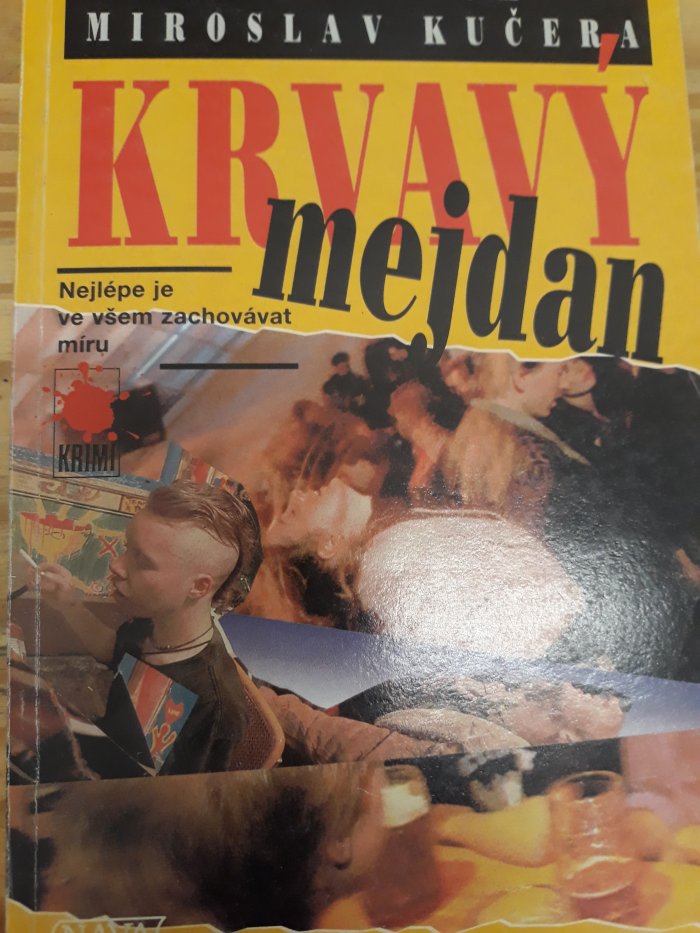 MIROSLAV KUČERA
KRVAVÝ
mejdan
Nejlépe je
ve všem zachovávat
míru
KRIMI